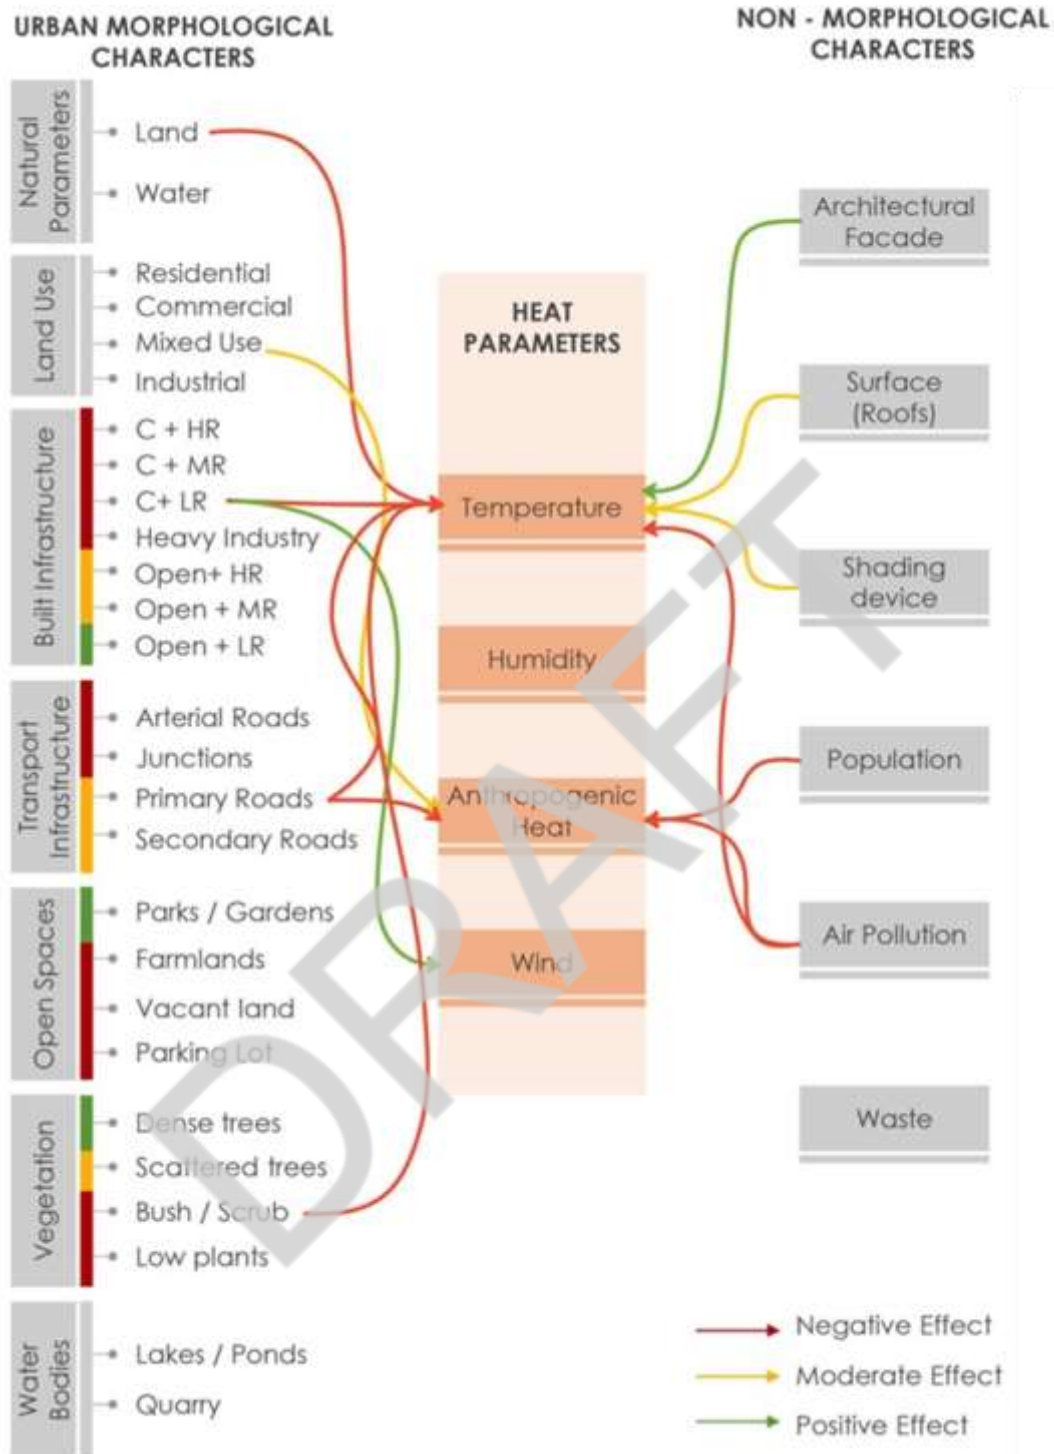 URBAN MORPHOLOGICAL
CHARACTERS
NON - MORPHOLOGICAL
CHARACTERS
Natural
Parameters
Land
Water
Land Use
Residential
Commercial
Mixed Use
Industrial
Built Infrastructure
C + HR
C + MR
C+ LR
Heavy Industry
Open+ HR
Open + MR
Open + LR
Transport
Infrastructure
Arterial Roads
Junctions
Primary Roads
Secondary Roads
Open Spaces
Parks / Gardens
Farmlands
Vacant land
Parking Lot
Vegetation
Dense trees
Scattered trees
Bush / Scrub
Low plants
Water
Bodies
Lakes / Ponds
Quarry
HEAT
PARAMETERS
Temperature
Humidity
Anthropogenic
Heat
Wind
Architectural
Facade
Surface
(Roofs)
Shading
device
Population
Air Pollution
Waste
Negative Effect
Moderate Effect
Positive Effect
DRAFT